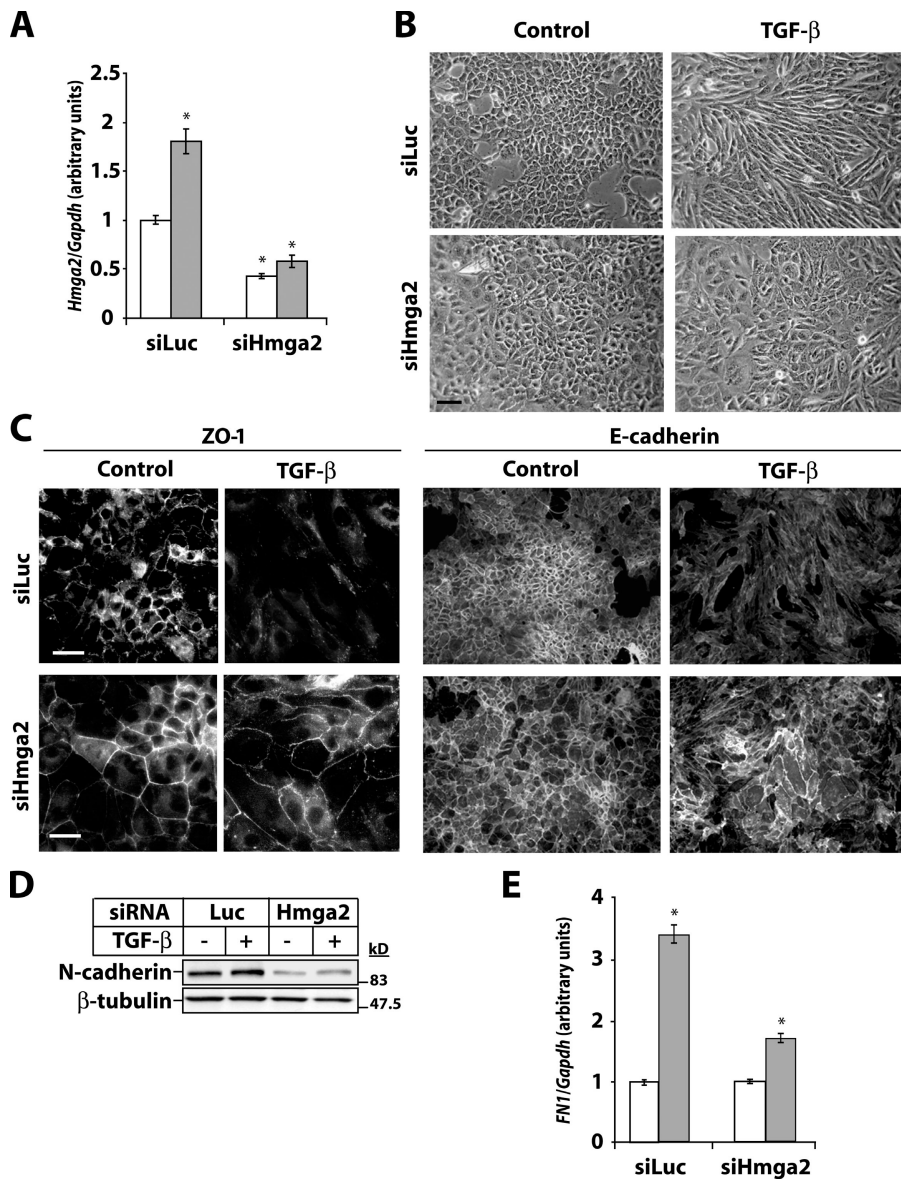 A
Hmga2/Gapdh (arbitrary units)
2.5
2
1.5
1
0.5
0
*
*
*
siLuc siHmga2
B
Control TGF-β
siLuc
siHmga2
C
ZO-1 E-cadherin
Control TGF-β Control TGF-β
siLuc
siHmga2
D
siRNA Luc Hmga2
TGF-β - + - + kD
N-cadherin 83
β-tubulin 47.5
E
FN1/Gapdh (arbitrary units)
4
3
2
1
0
*
*
siLuc siHmga2